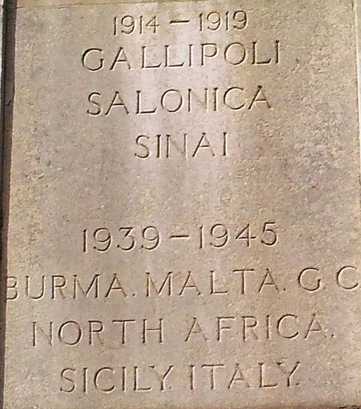 1914 – 1919
GALLIPOLI
SALONICA
SINAI
1939 – 1945
BURMA. MALTA. G C
NORTH AFRICA.
SICILY. ITALY.